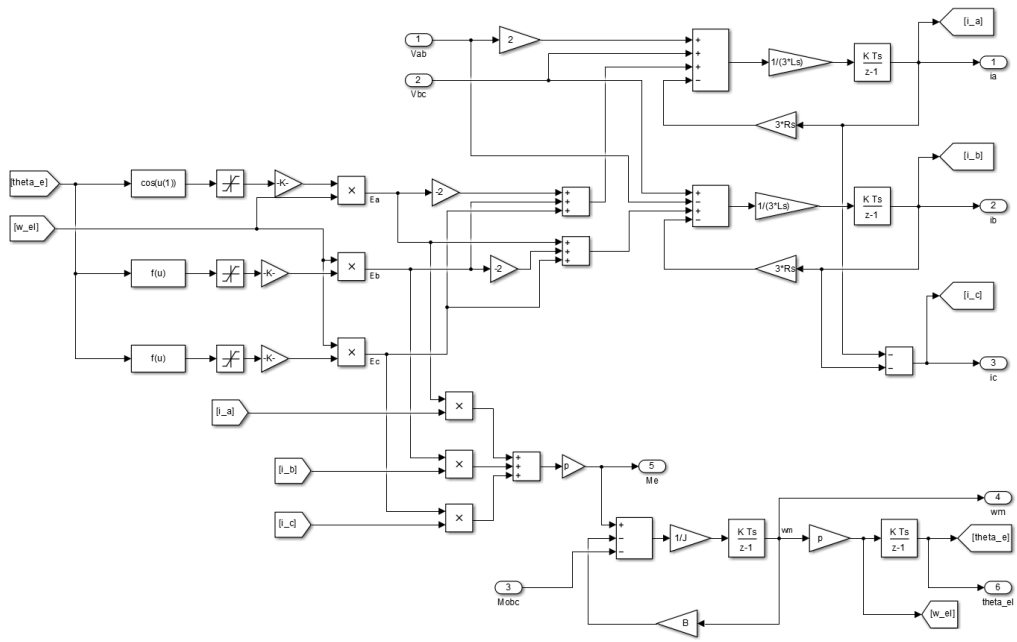 [i_a]
1
Vab
2
+
+
+
−
1/(3*Ls)
K Ts
z-1
1
ia
2
Vbc
3*Rs
[i_b]
[theta_e]
cos(u(1))
-K-
×
Ea
-2
+
+
+
+
−
+
−
1/(3*Ls)
K Ts
z-1
2
ib
[w_el]
f(u)
-K-
×
Eb
-2
+
+
+
3*Rs
[i_c]
f(u)
-K-
×
Ec
−
−
3
ic
[i_a]
×
[i_b]
×
+
+
+
p
5
Me
[i_c]
×
4
wm
+
−
−
1/J
K Ts
z-1
wm
p
K Ts
z-1
[theta_e]
3
Mobc
6
theta_el
B
[w_el]